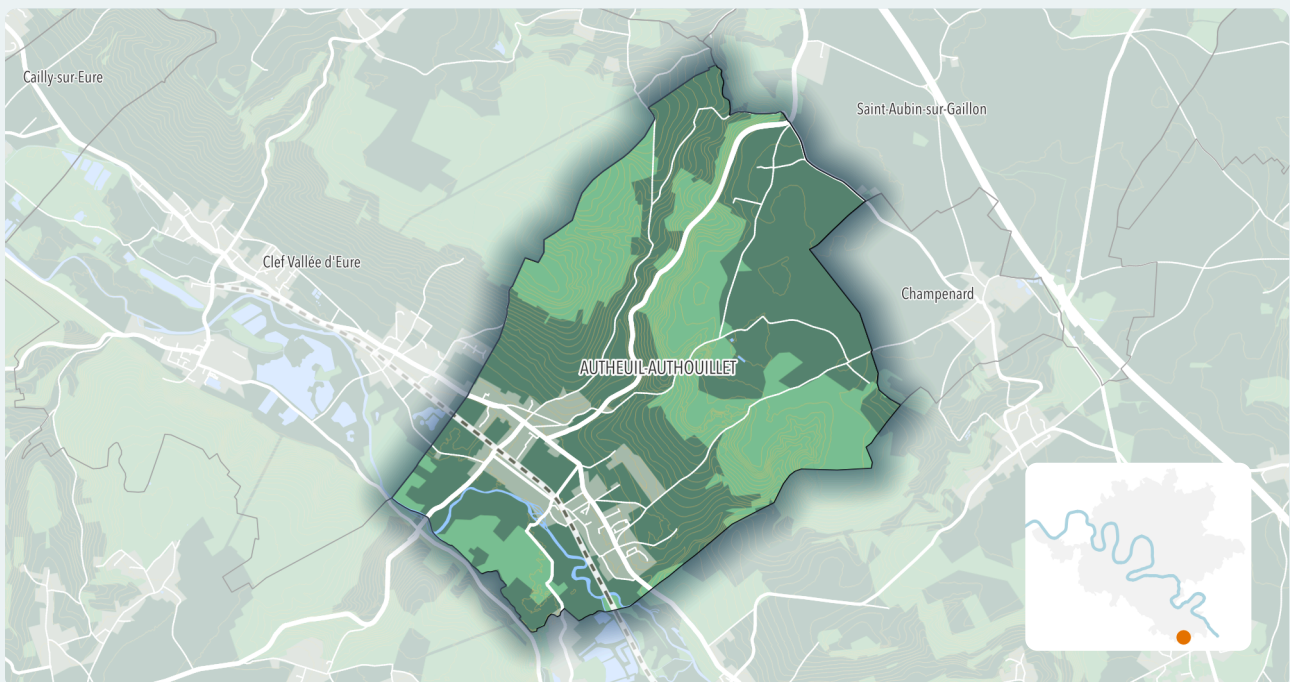 Cailly-sur-Eure
Saint-Aubin-sur-Gaillon
Clef Vallée d'Eure
Champenard
AUTHEUIL-AUTHOUILLET